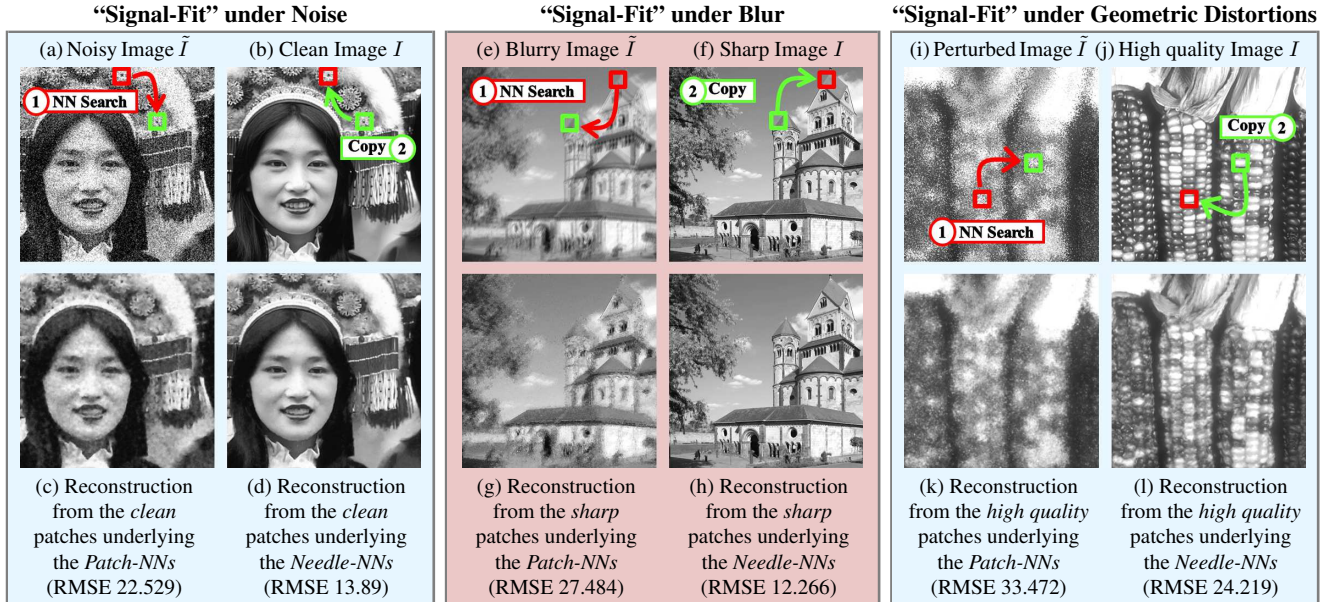 “Signal-Fit” under Noise
(a) Noisy Image Ĩ
(b) Clean Image I
1 NN Search
Copy 2
(c) Reconstruction
from the clean
patches underlying
the Patch-NNs
(RMSE 22.529)
(d) Reconstruction
from the clean
patches underlying
the Needle-NNs
(RMSE 13.89)
“Signal-Fit” under Blur
(e) Blurry Image Ĩ
(f) Sharp Image I
1 NN Search
2 Copy
(g) Reconstruction
from the sharp
patches underlying
the Patch-NNs
(RMSE 27.484)
(h) Reconstruction
from the sharp
patches underlying
the Needle-NNs
(RMSE 12.266)
“Signal-Fit” under Geometric Distortions
(i) Perturbed Image Ĩ
(j) High quality Image I
1 NN Search
Copy 2
(k) Reconstruction
from the high quality
patches underlying
the Patch-NNs
(RMSE 33.472)
(l) Reconstruction
from the high quality
patches underlying
the Needle-NNs
(RMSE 24.219)